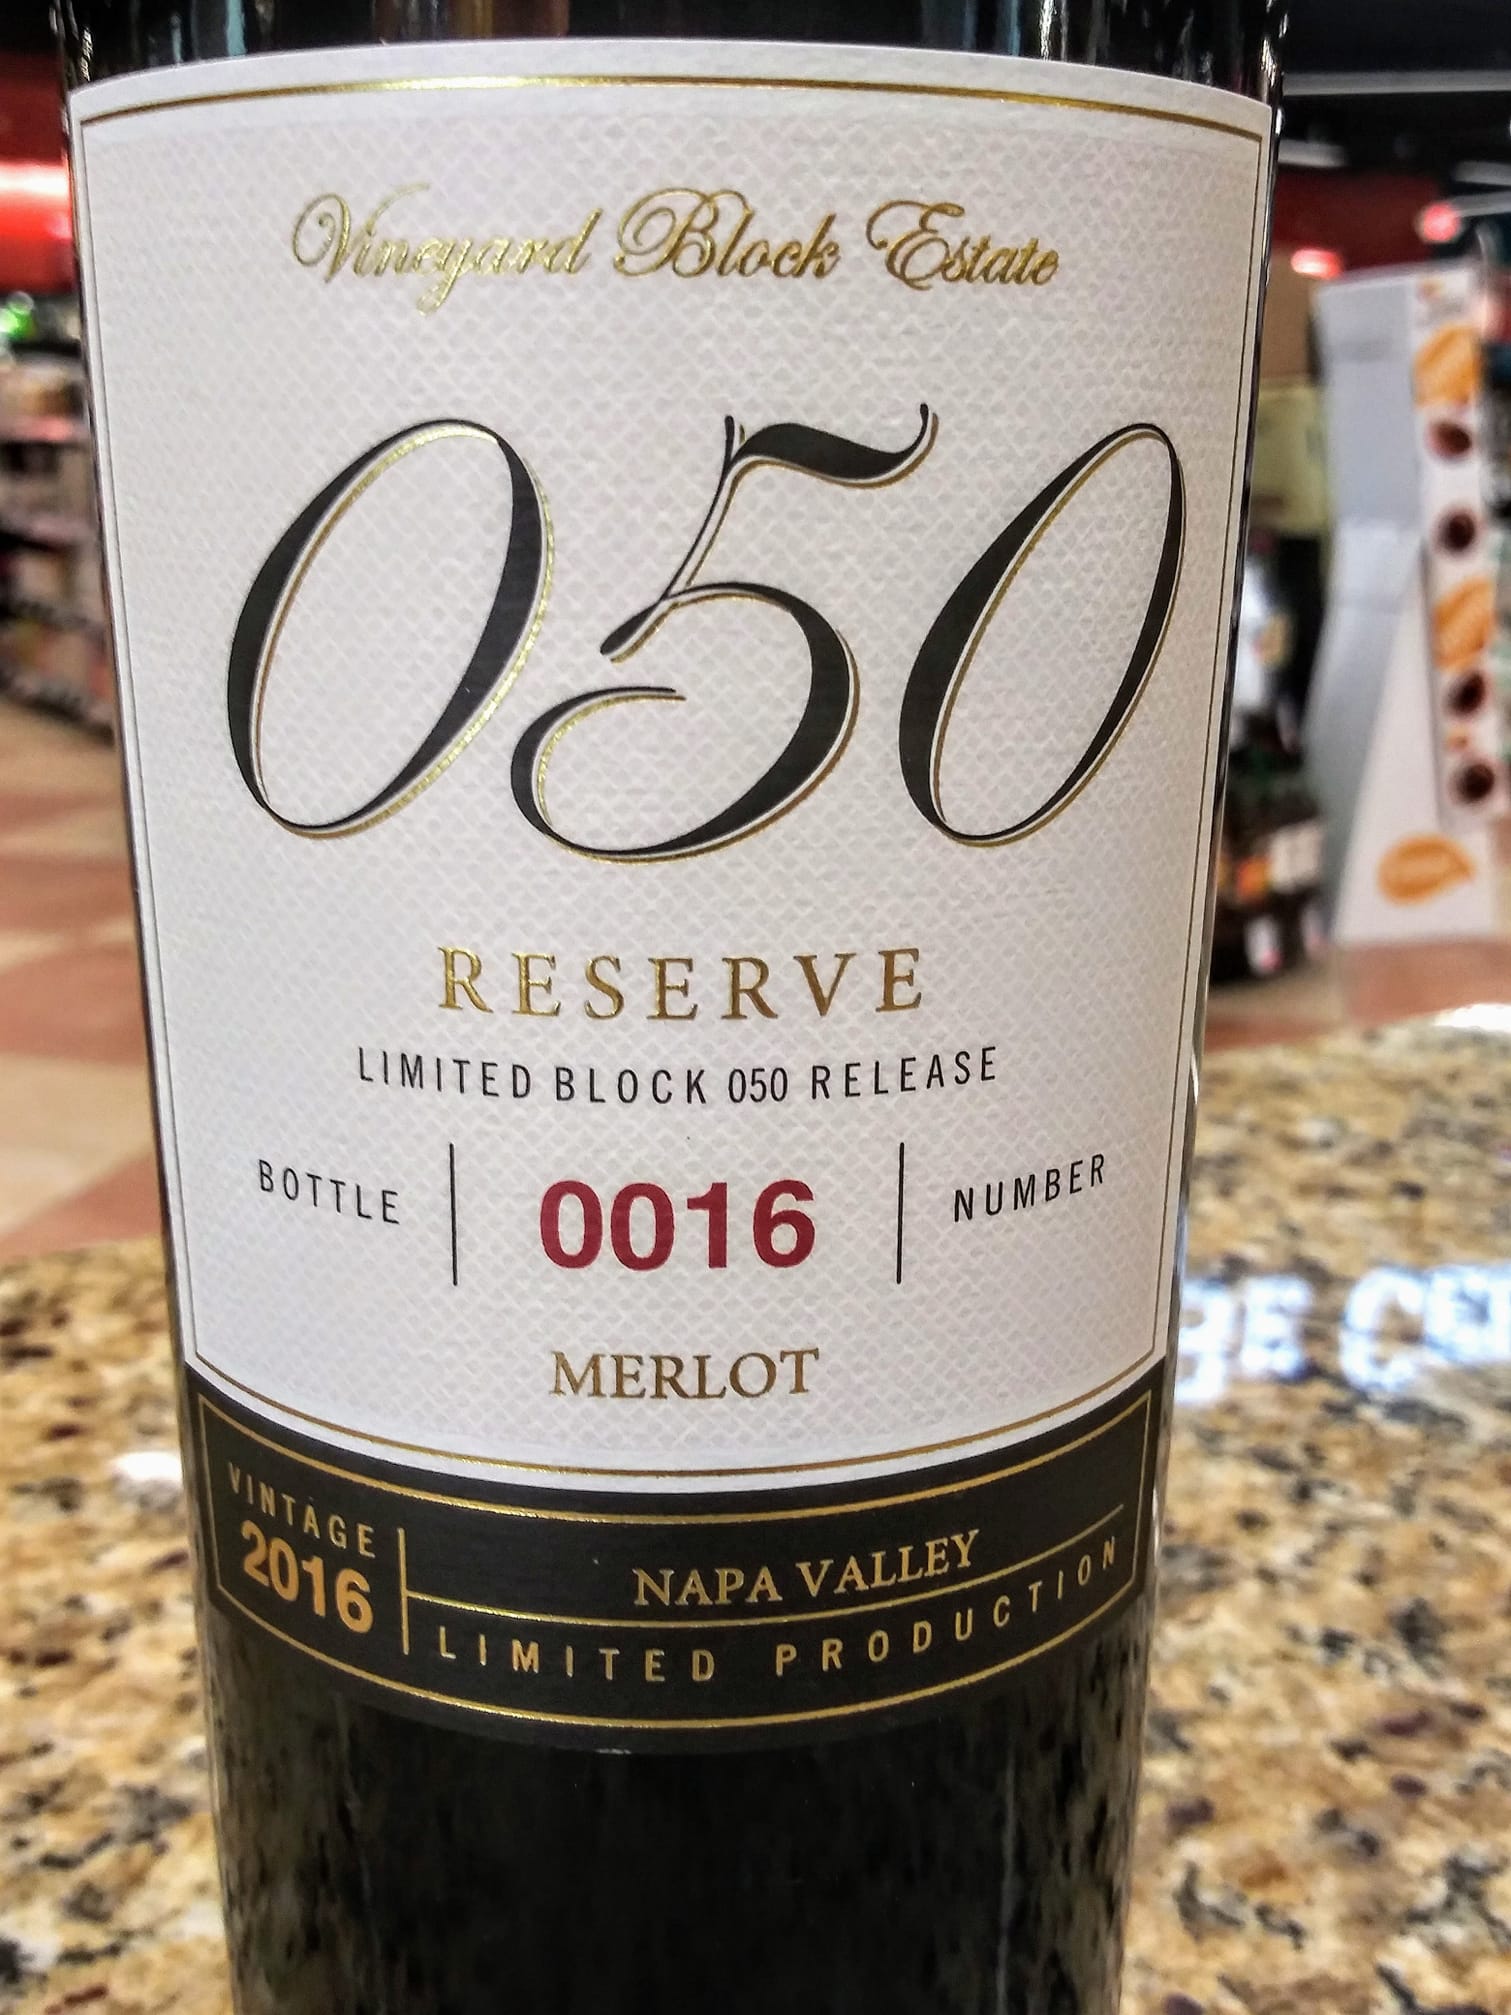 Vineyard Block Estate
050
RESERVE
LIMITED BLOCK 050 RELEASE
BOTTLE 0016 NUMBER
MERLOT
VINTAGE
2016
NAPA VALLEY
LIMITED PRODUCTION